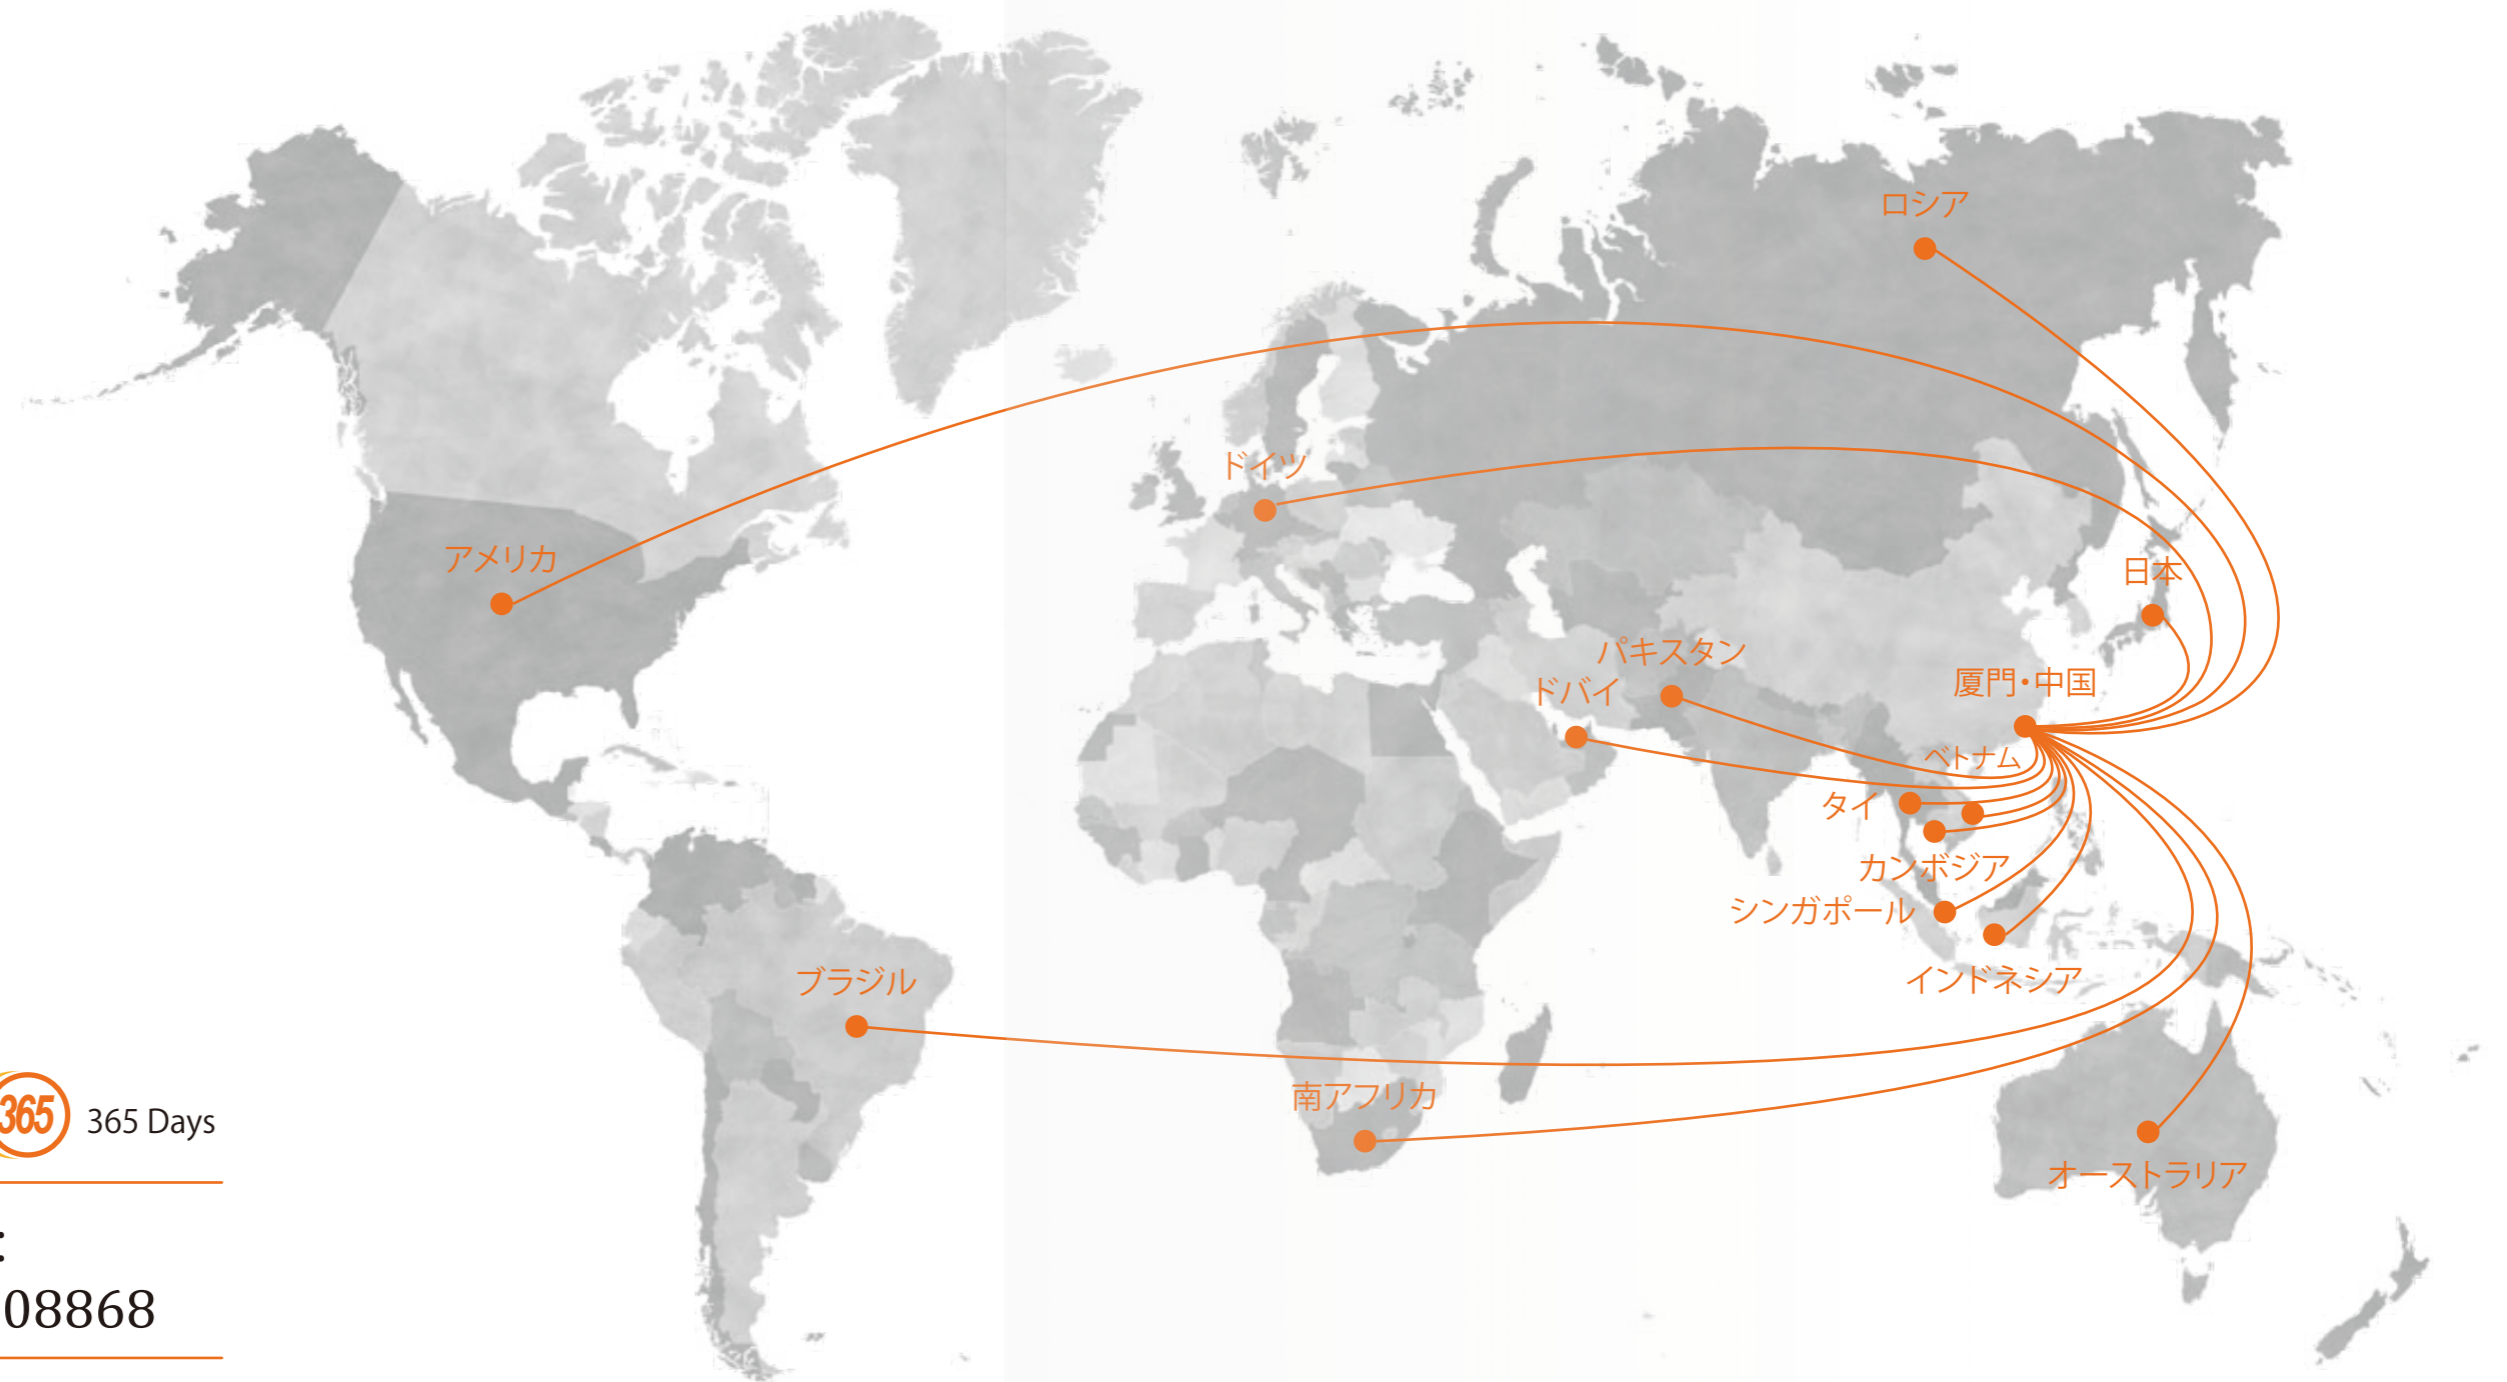 ロシア
ドイツ
アメリカ
日本
パキスタン
厦門・中国
ドバイ
ベトナム
タイ
カンボジア
シンガポール
インドネシア
ブラジル
南アフリカ
オーストラリア
365
365 Days
:
08868